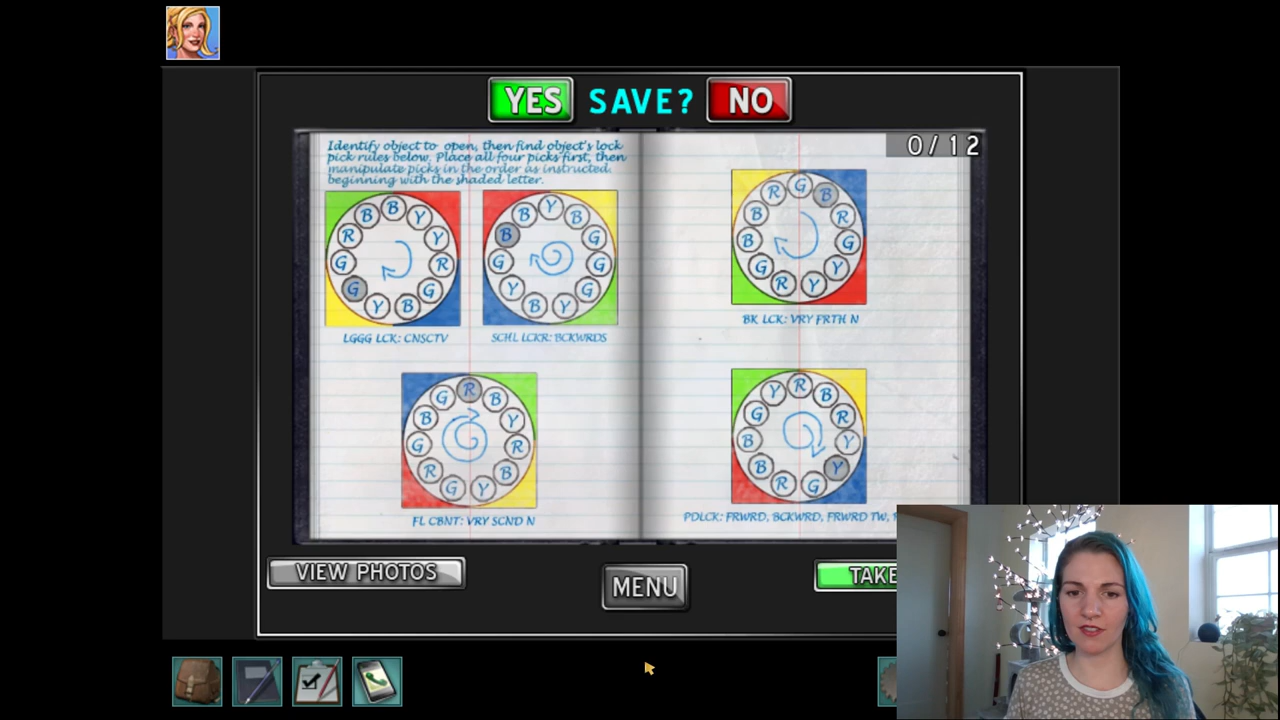 YES SAVE? NO
0/12
Identify object to open, then find object's lock
pick rules below. Place all four picks first, then
manipulate picks in the order as instructed.
beginning with the shaded letter.
B Y Y R G B Y G G R B
Y B G G G Y B Y G B B
LGGG LCK: CNSCTV
SCHL LCKR: BCKWRDS
G B R G Y Y R G B B R
BK LCK: VRY FRTH N
R B Y R B Y G R G B G
FL CBNT: VRY SCND N
R B R Y Y G R B B G Y
PDLCK: FRWRD, BCKWRD, FRWRD TW,
VIEW PHOTOS
MENU
TAKE